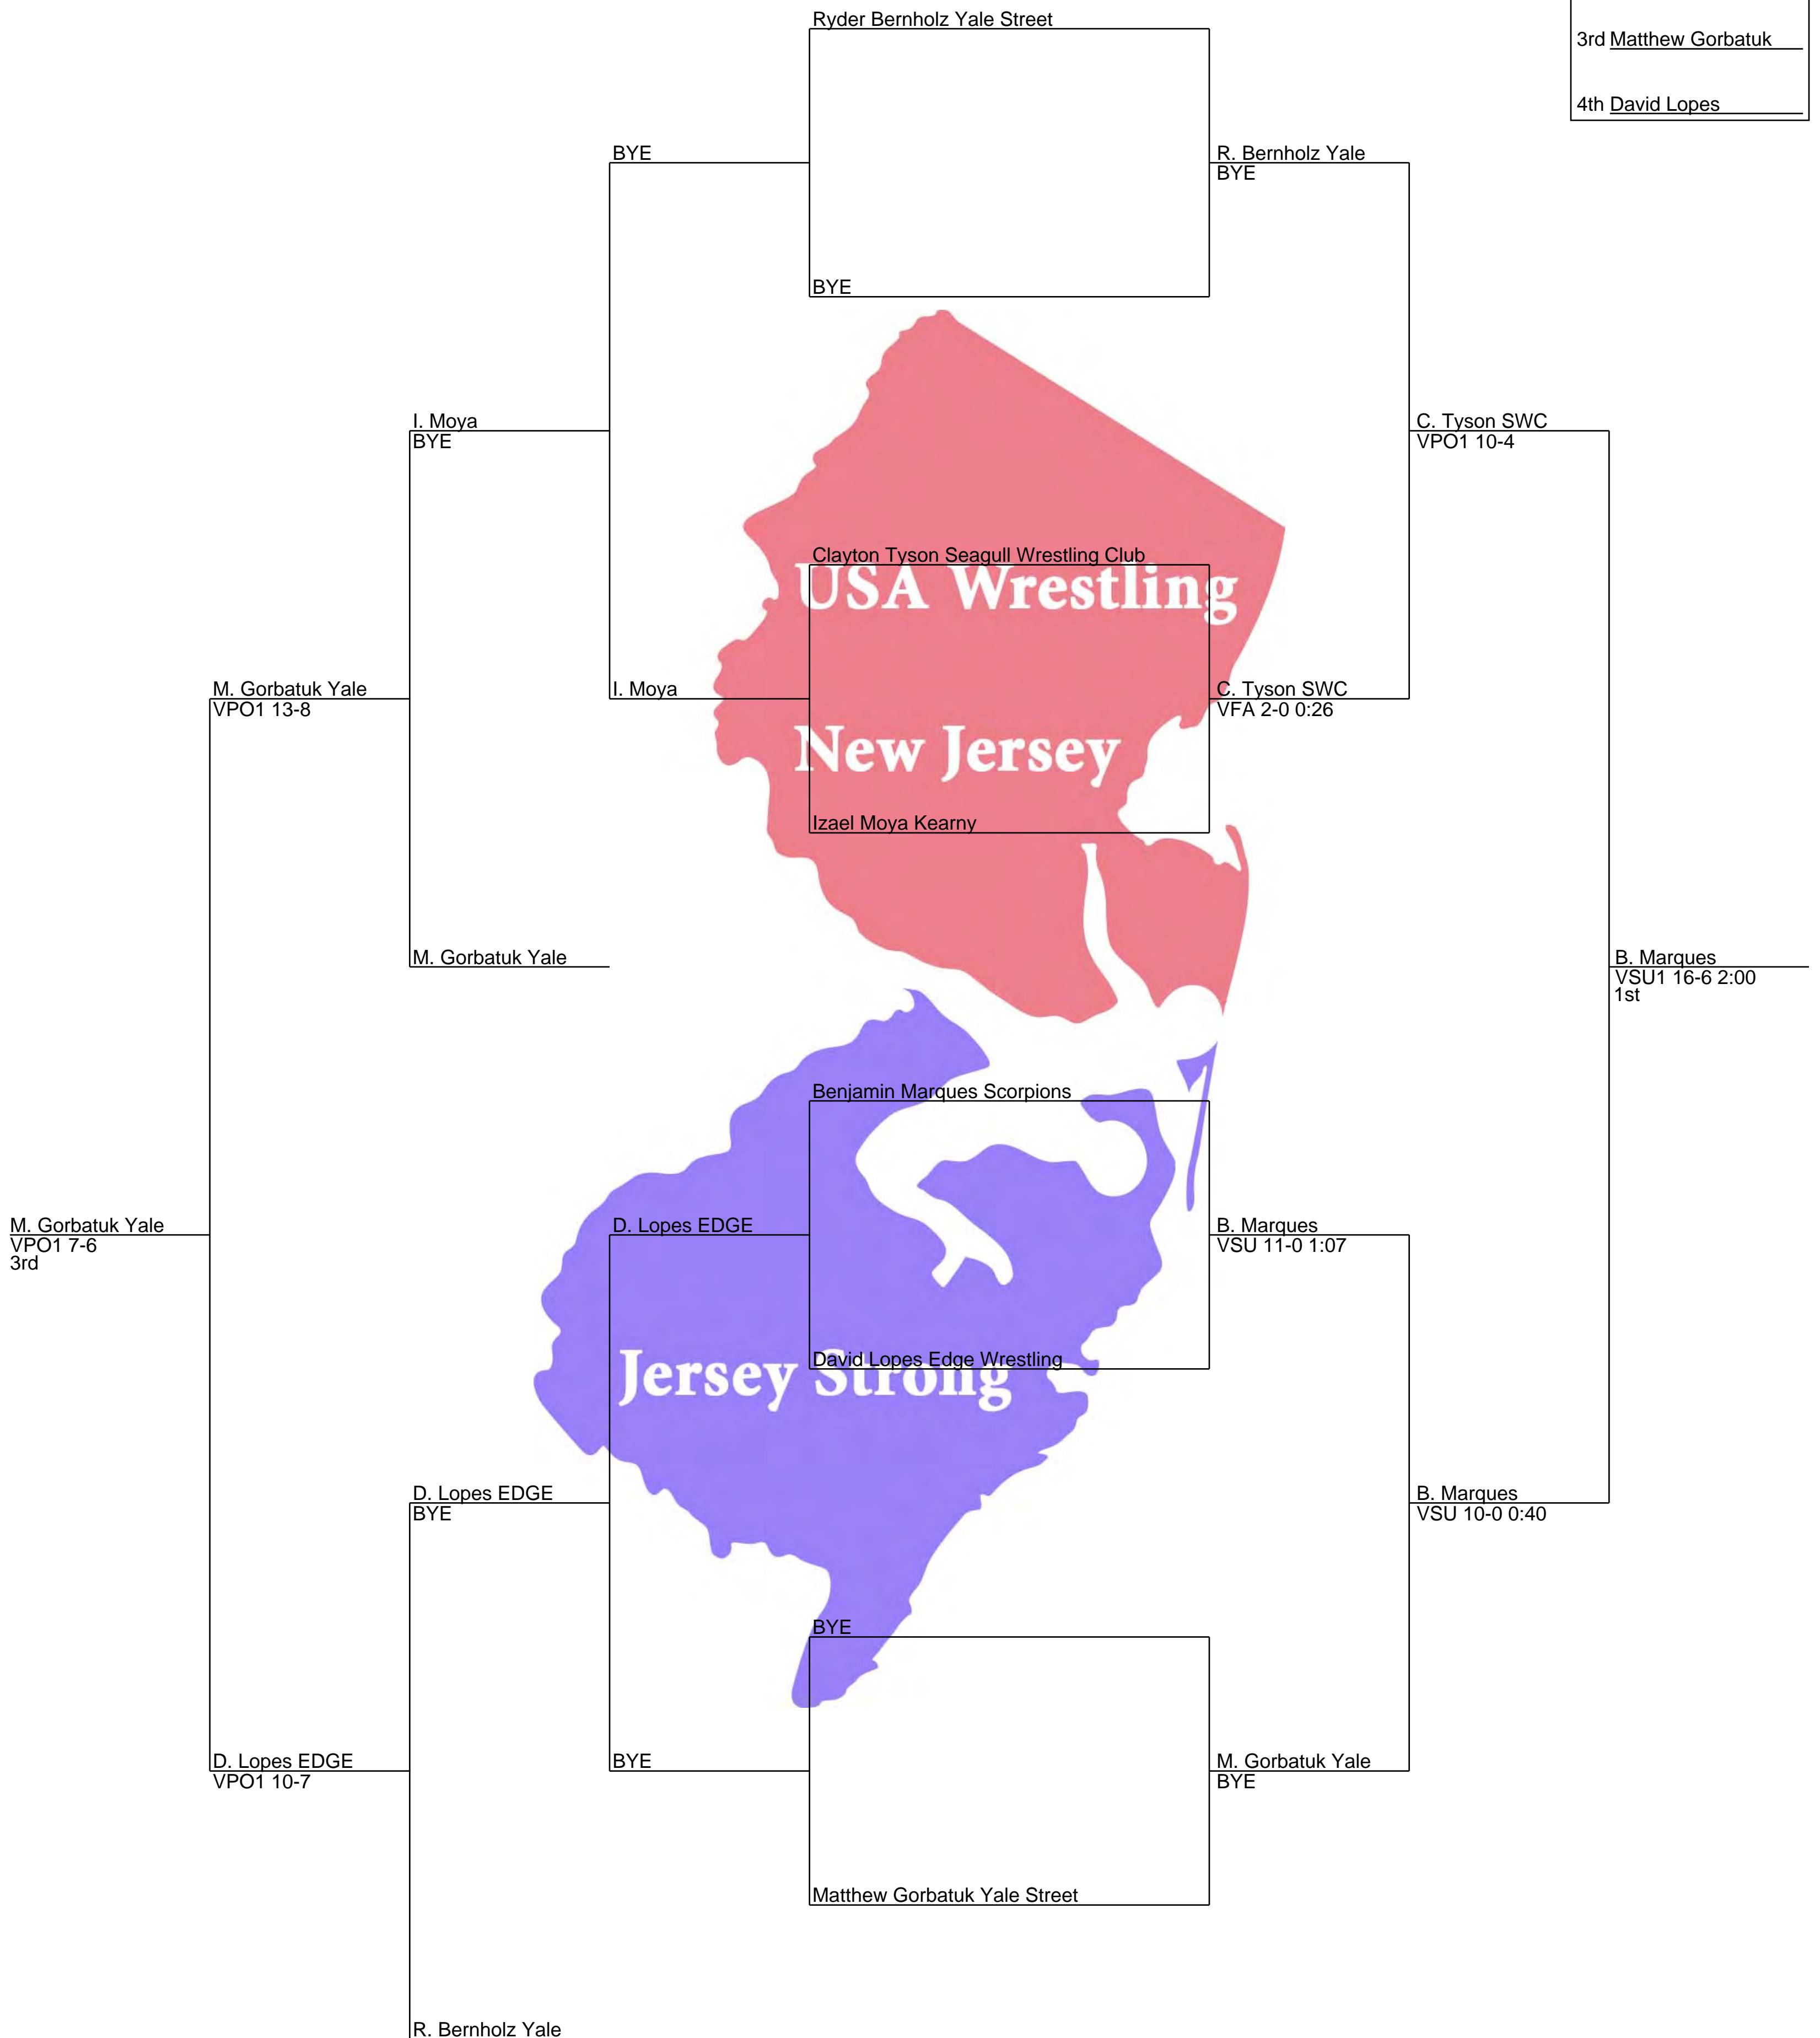 Ryder Bernholz Yale Street
3rd Matthew Gorbatuk
4th David Lopes
BYE
R. Bernholz Yale
BYE
BYE
I. Moya
BYE
C. Tyson SWC
VPO1 10-4
Clayton Tyson Seagull Wrestling Club
USA Wrestling
M. Gorbatuk Yale
VPO1 13-8
I. Moya
C. Tyson SWC
VFA 2-0 0:26
New Jersey
Izael Moya Kearny
M. Gorbatuk Yale
B. Marques
VSU1 16-6 2:00
1st
Benjamin Marques Scorpions
M. Gorbatuk Yale
VPO1 7-6
3rd
D. Lopes EDGE
B. Marques
VSU 11-0 1:07
David Lopes Edge Wrestling
Jersey Strong
D. Lopes EDGE
BYE
B. Marques
VSU 10-0 0:40
BYE
D. Lopes EDGE
VPO1 10-7
BYE
M. Gorbatuk Yale
BYE
Matthew Gorbatuk Yale Street
R. Bernholz Yale